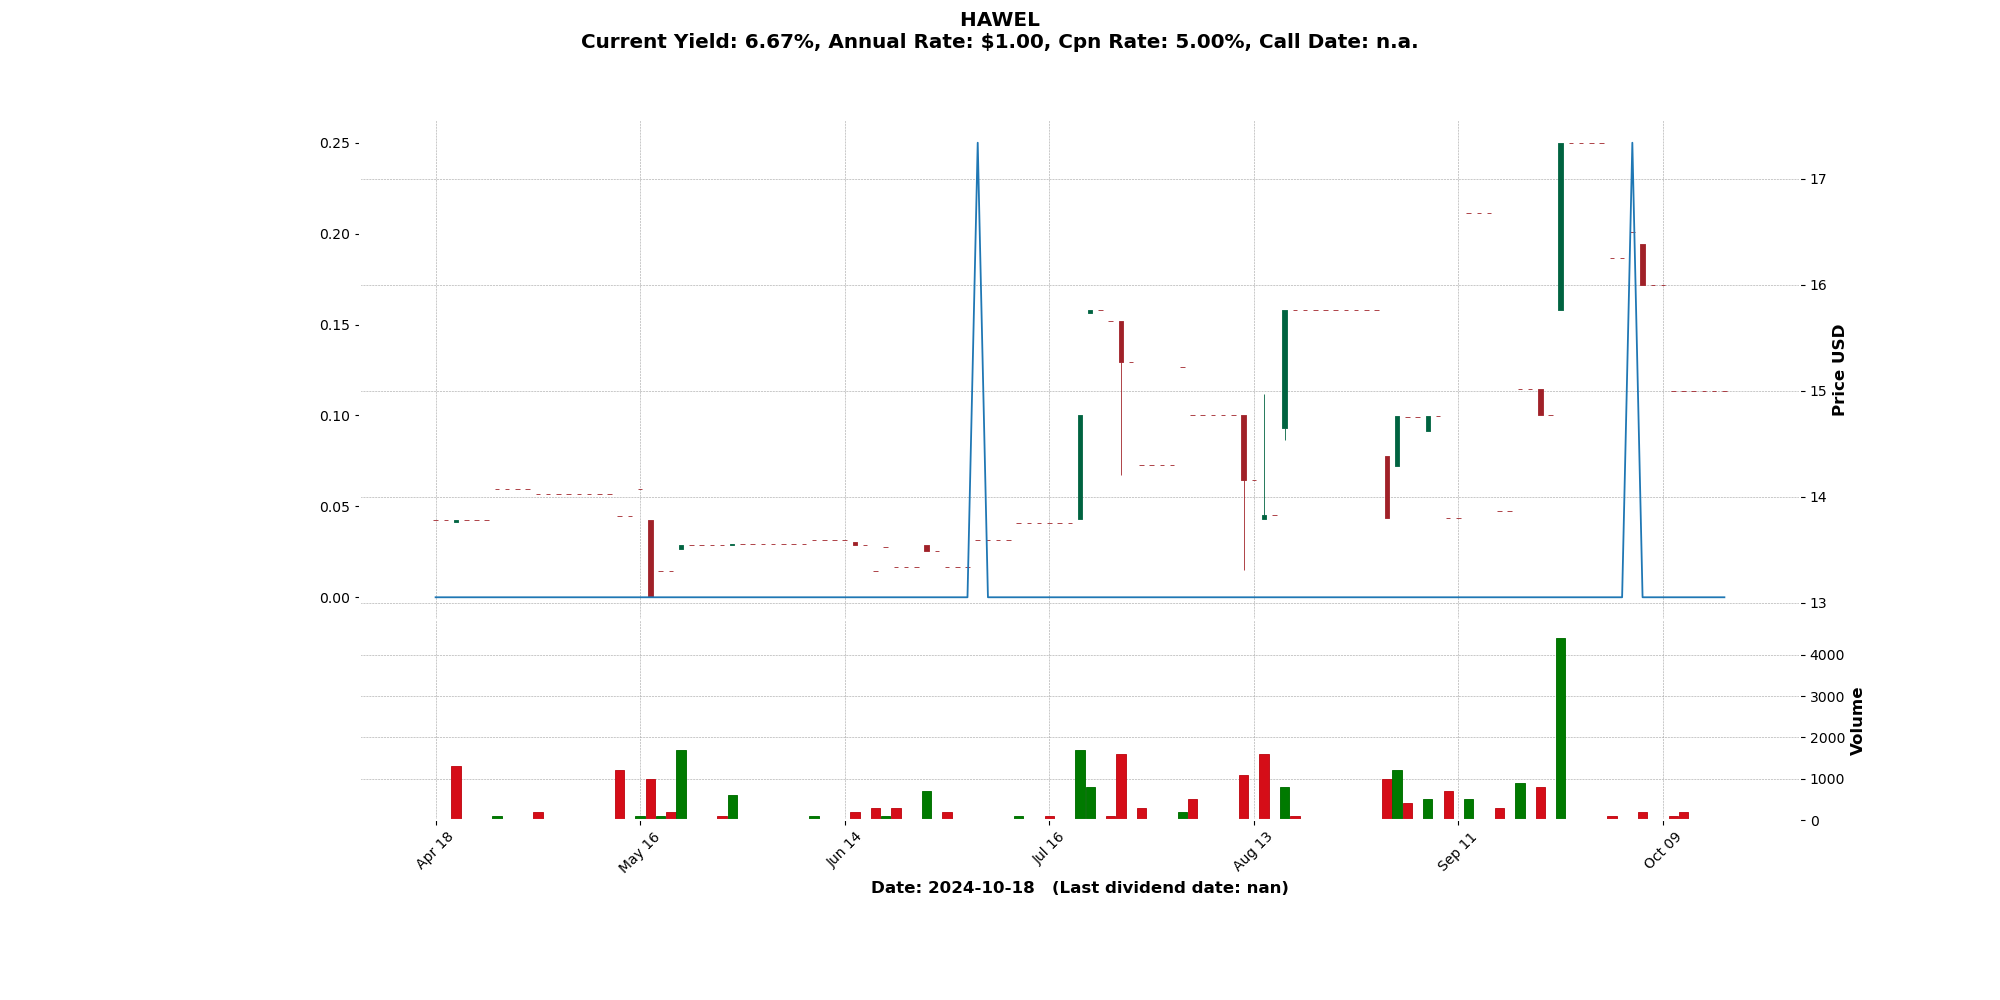 HAWEL
Current Yield: 6.67%, Annual Rate: $1.00, Cpn Rate: 5.00%, Call Date: n.a.
0.25
0.20
0.15
0.10
0.05
0.00
17
16
15
14
13
Price USD
4000
3000
2000
1000
0
Volume
Apr 18
May 16
Jun 14
Jul 16
Aug 13
Sep 11
Oct 09
Date: 2024-10-18 (Last dividend date: nan)